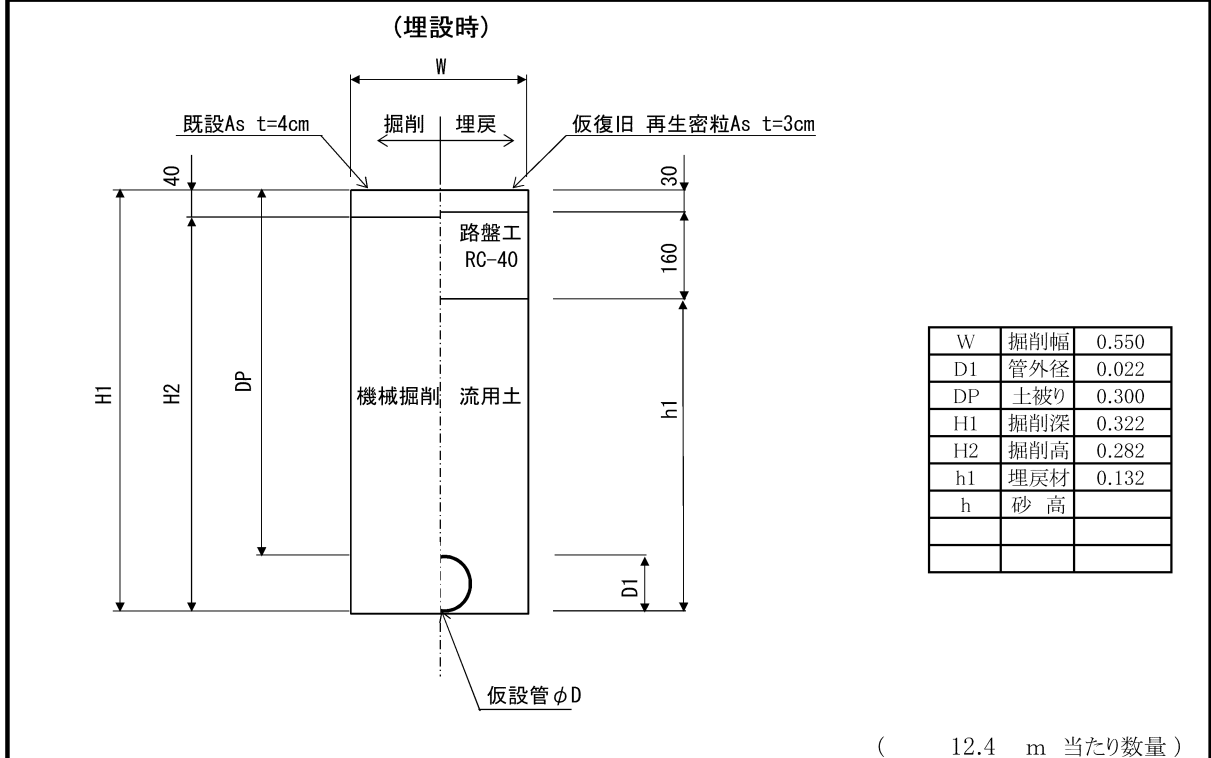 (埋設時)
W
既設As t=4cm
掘削 埋戻
仮復旧 再生密粒As t=3cm
40
30
路盤工
RC-40
160
H1
H2
DP
機械掘削
流用土
h1
D1
仮設管φD
W 掘削幅 0.550
D1 管外径 0.022
DP 土被り 0.300
H1 掘削深 0.322
H2 掘削高 0.282
h1 埋戻材 0.132
h 砂 高
( 12.4 m 当たり数量 )